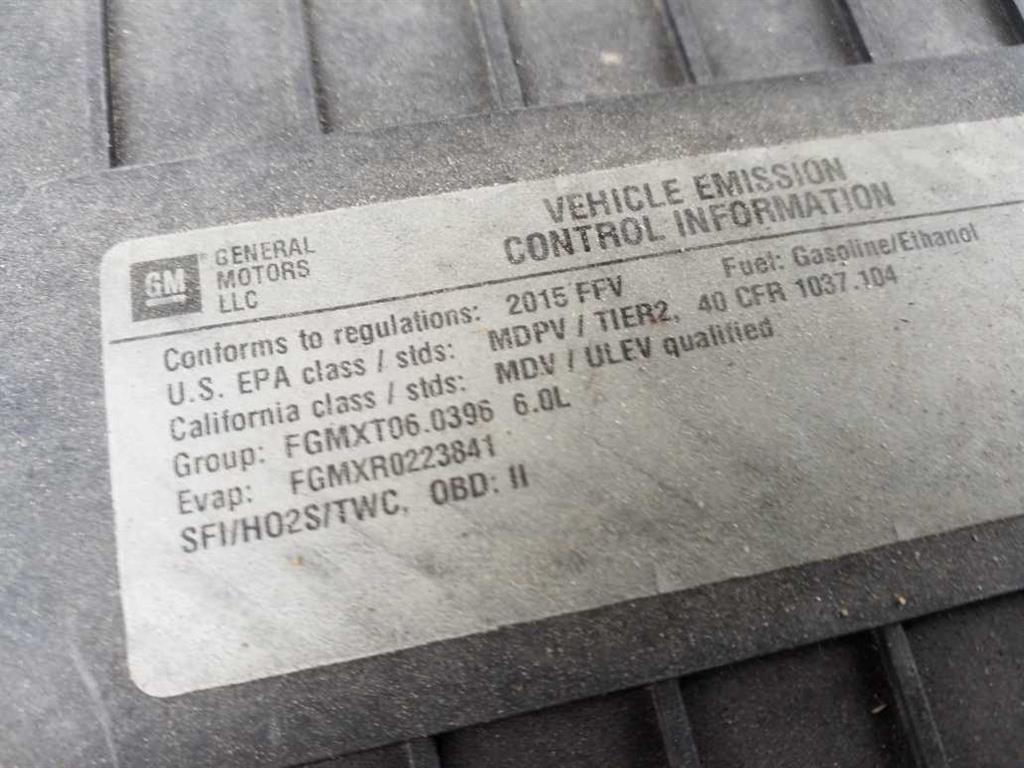 GM
GENERAL
MOTORS
LLC
VEHICLE EMISSION
CONTROL INFORMATION
Conforms to regulations: 2015 FFV Fuel: Gasoline/Ethanol
U.S. EPA class / stds: MDPV / TIER2, 40 CFR 1037.104
California class / stds: MDV / ULEV qualified
Group: FGMXT06.0396 6.0L
Evap: FGMXR0223841
SFI/HO2S/TWC, OBD: II